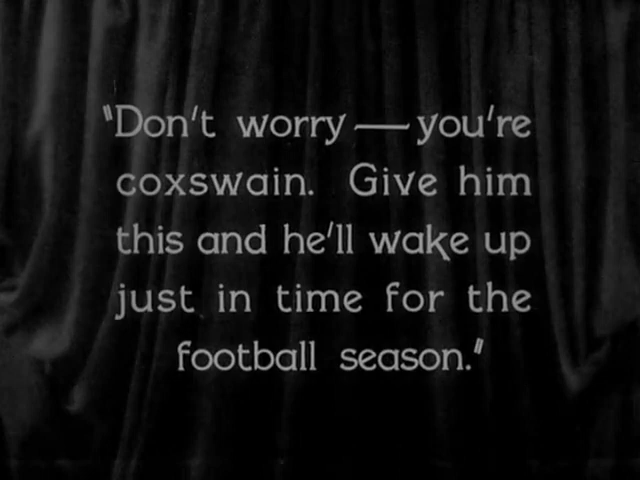 "Don't worry — you're
coxswain. Give him
this and he'll wake up
just in time for the
football season."